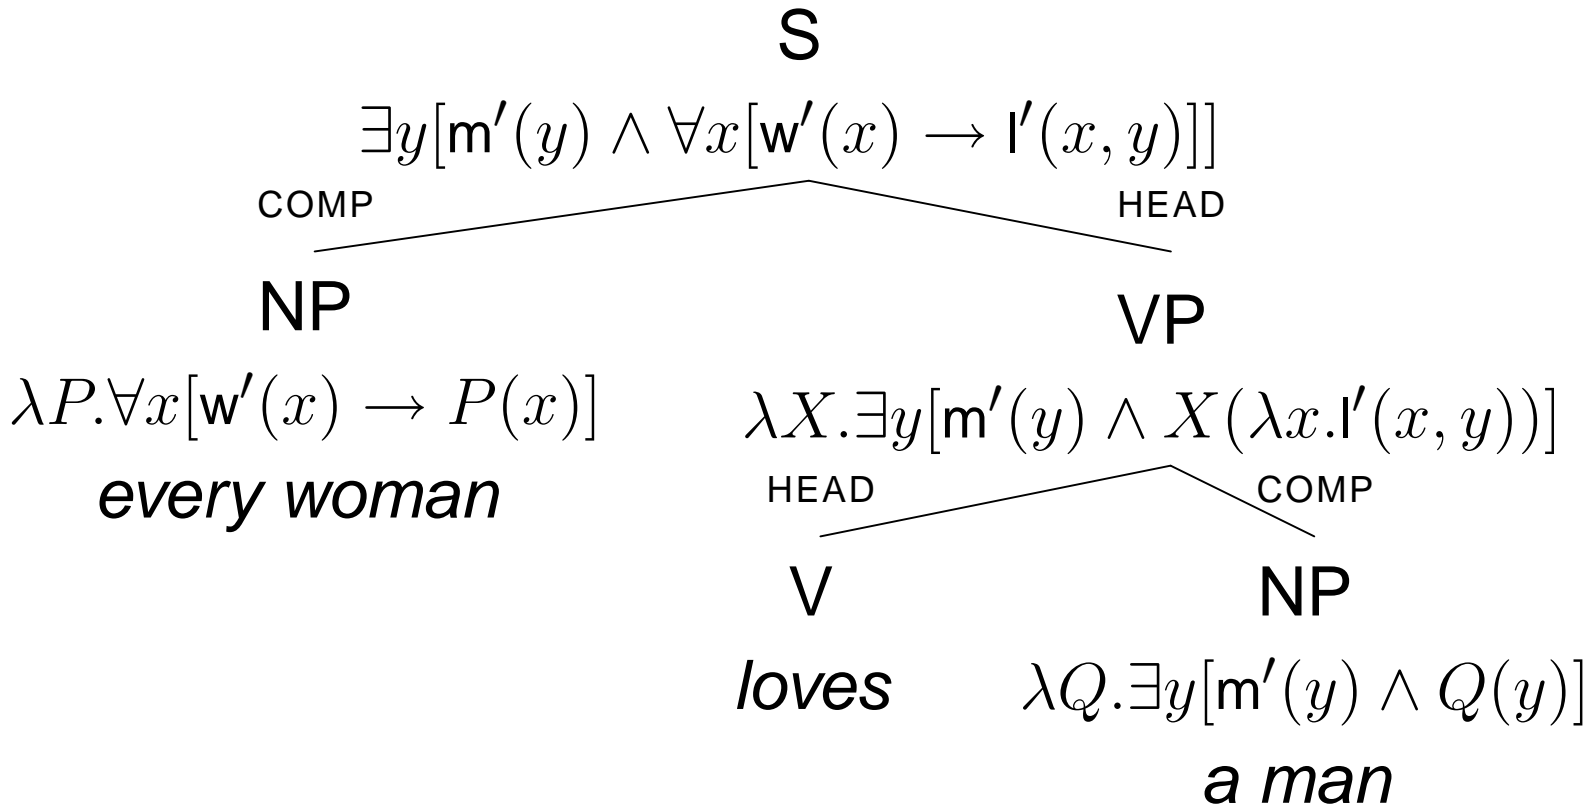 S
∃y[m′(y) ∧ ∀x[w′(x) → l′(x, y)]]
COMP HEAD
NP VP
λP.∀x[w′(x) → P(x)] λX.∃y[m′(y) ∧ X(λx.l′(x, y))]
every woman HEAD COMP
V NP
loves λQ.∃y[m′(y) ∧ Q(y)]
a man